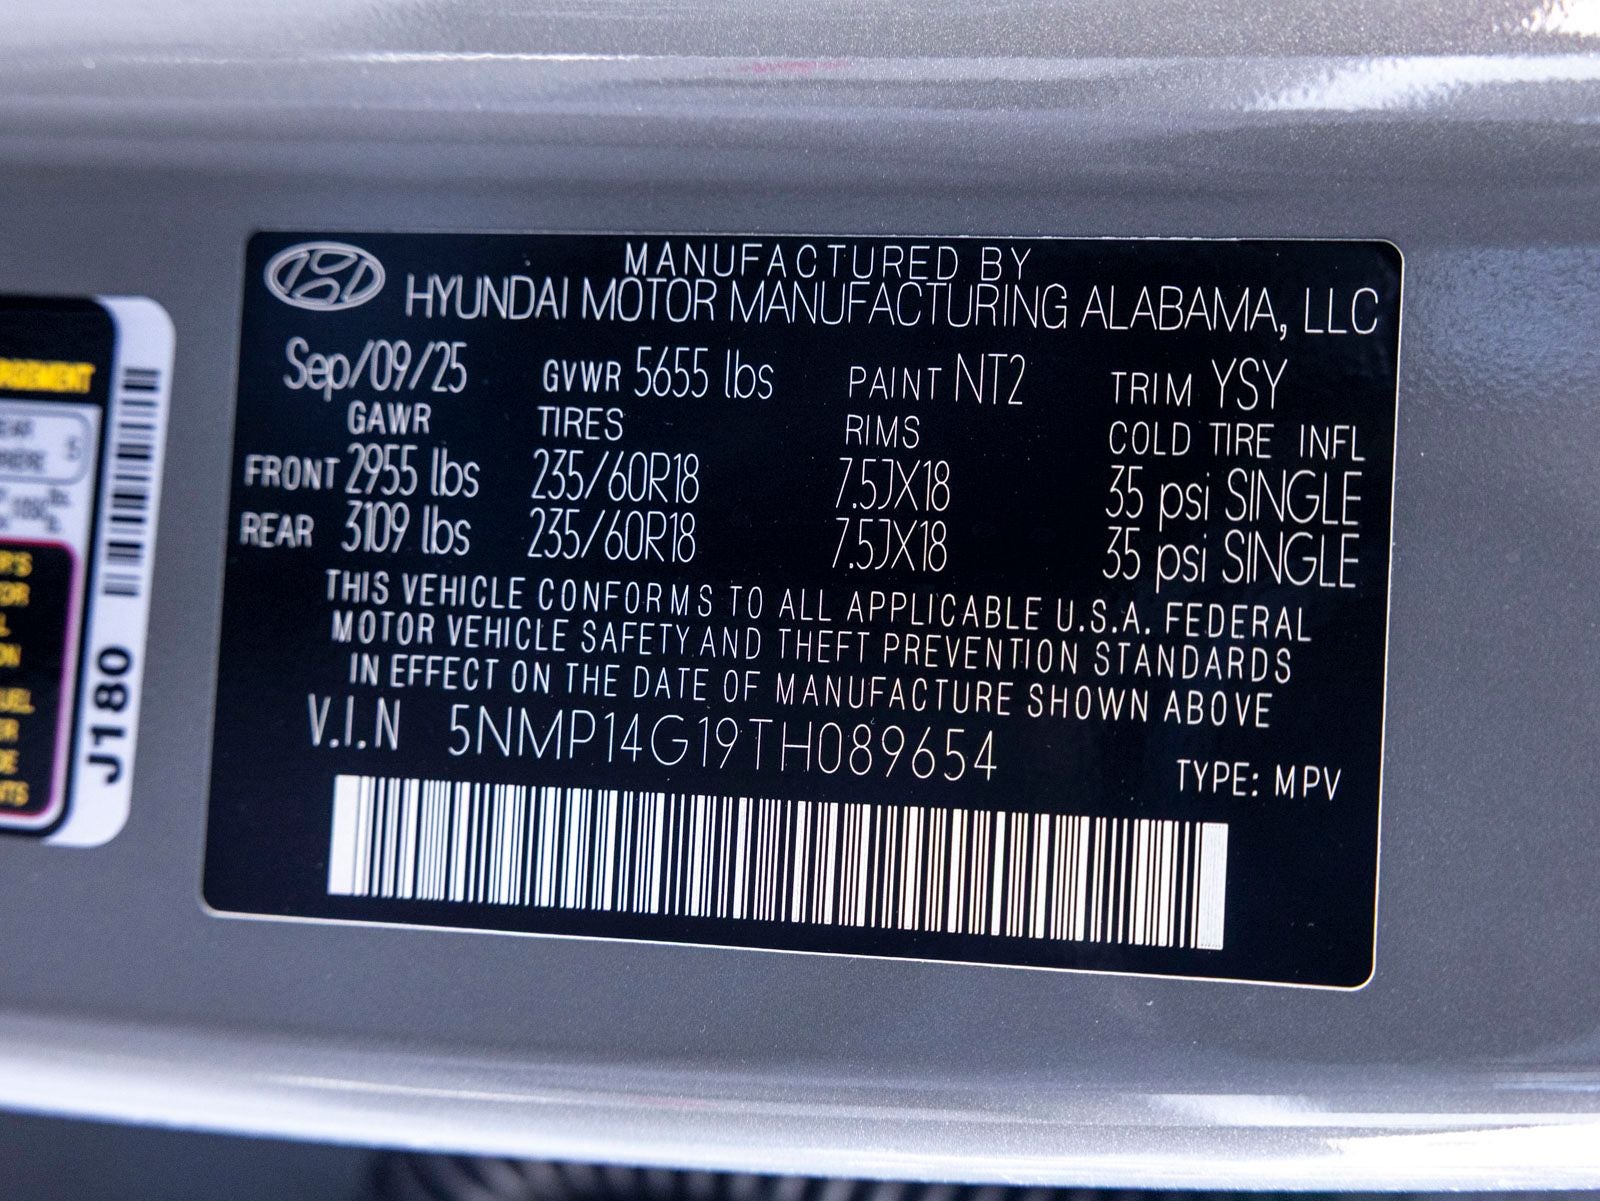 MANUFACTURED BY
HYUNDAI MOTOR MANUFACTURING ALABAMA, LLC
Sep/09/25 GVWR 5655 lbs PAINT NT2 TRIM YSY
GAWR TIRES RIMS COLD TIRE INFL
FRONT 2955 lbs 235/60R18 7.5JX18 35 psi SINGLE
REAR 3109 lbs 235/60R18 7.5JX18 35 psi SINGLE
THIS VEHICLE CONFORMS TO ALL APPLICABLE U.S.A. FEDERAL
MOTOR VEHICLE SAFETY AND THEFT PREVENTION STANDARDS
IN EFFECT ON THE DATE OF MANUFACTURE SHOWN ABOVE
V.I.N 5NMP14G19TH089654
TYPE: MPV
J180